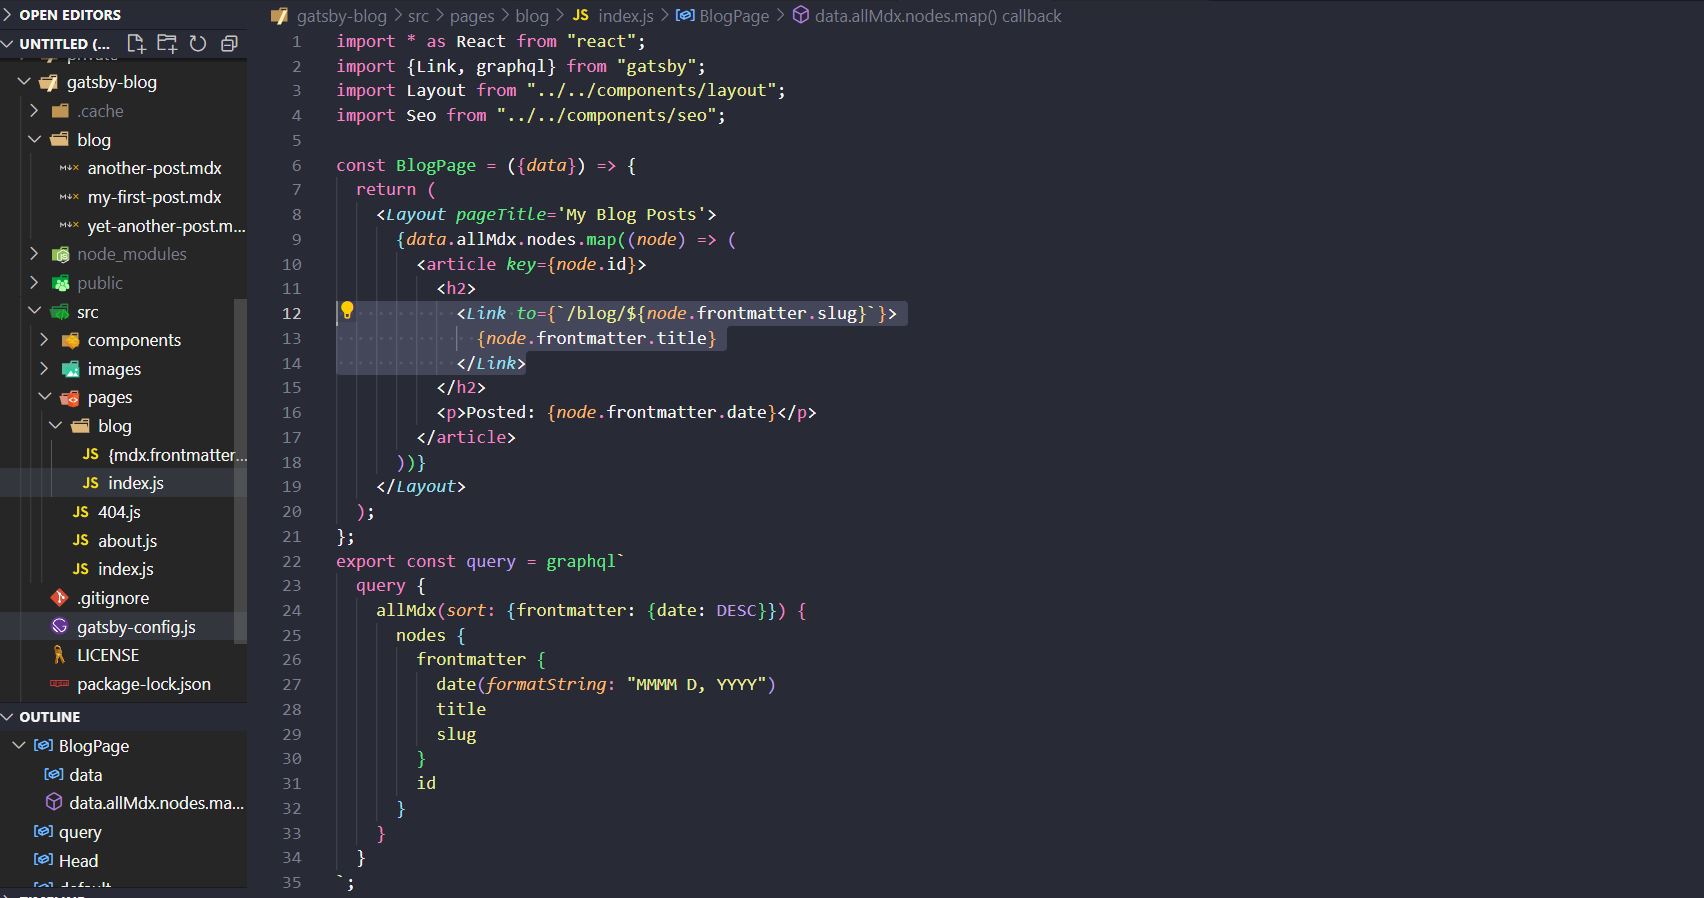 OPEN EDITORS
UNTITLED (...
private
gatsby-blog
.cache
blog
another-post.mdx
my-first-post.mdx
yet-another-post.m...
node_modules
public
src
components
images
pages
blog
JS {mdx.frontmatter...
JS index.js
JS 404.js
JS about.js
JS index.js
.gitignore
gatsby-config.js
LICENSE
package-lock.json
OUTLINE
BlogPage
data
data.allMdx.nodes.ma...
query
Head
default
TIMELINE
gatsby-blog > src > pages > blog > JS index.js > BlogPage > data.allMdx.nodes.map() callback
1 import * as React from "react";
2 import {Link, graphql} from "gatsby";
3 import Layout from "../../components/layout";
4 import Seo from "../../components/seo";
5
6 const BlogPage = ({data}) => {
7 return (
8 <Layout pageTitle='My Blog Posts'>
9 {data.allMdx.nodes.map((node) => (
10 <article key={node.id}>
11 <h2>
12 <Link to={`/blog/${node.frontmatter.slug}`}>
13 {node.frontmatter.title}
14 </Link>
15 </h2>
16 <p>Posted: {node.frontmatter.date}</p>
17 </article>
18 ))}
19 </Layout>
20 );
21 };
22 export const query = graphql`
23 query {
24 allMdx(sort: {frontmatter: {date: DESC}}) {
25 nodes {
26 frontmatter {
27 date(formatString: "MMMM D, YYYY")
28 title
29 slug
30 }
31 id
32 }
33 }
34 }
35 `;